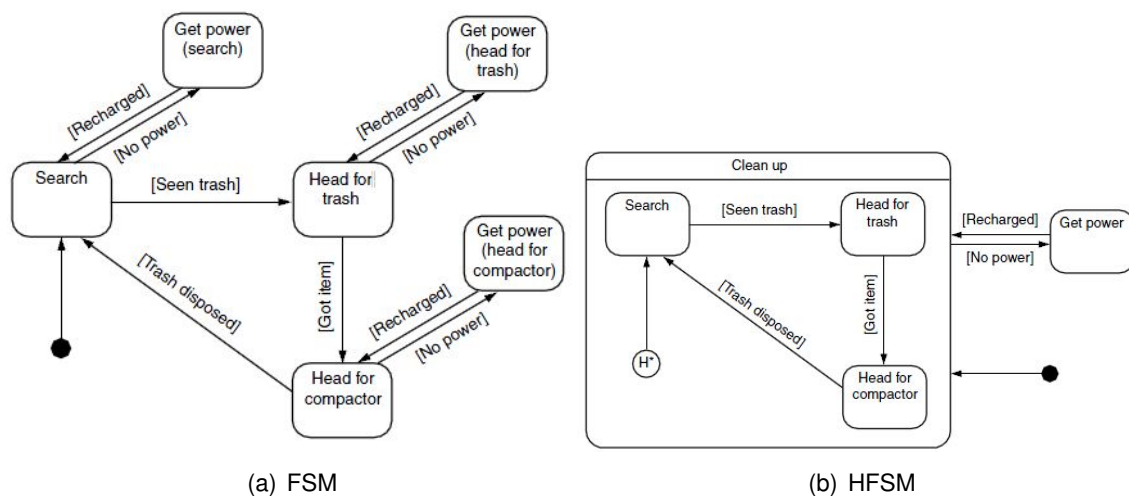 Get power
(search)
Get power
(head for
trash)
[Recharged]
[No power]
[Recharged]
[No power]
Search
[Seen trash]
Head for
trash
Get power
(head for
compactor)
[Trash disposed]
[Got item]
[Recharged]
[No power]
Head for
compactor
(a) FSM
Clean up
Search
[Seen trash]
Head for
trash
[Recharged]
[No power]
Get power
[Trash disposed]
[Got item]
H*
Head for
compactor
(b) HFSM